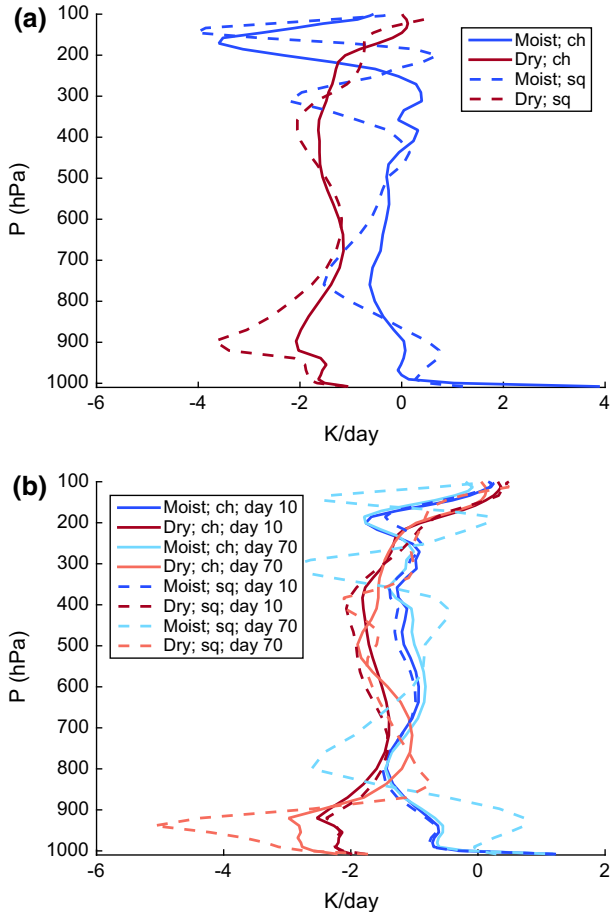 (a)
100
200
300
400
500
600
700
800
900
1000
P (hPa)
-6
-4
-2
0
2
4
K/day
Moist; ch
Dry; ch
Moist; sq
Dry; sq
(b)
100
200
300
400
500
600
700
800
900
1000
P (hPa)
-6
-4
-2
0
2
K/day
Moist; ch; day 10
Dry; ch; day 10
Moist; ch; day 70
Dry; ch; day 70
Moist; sq; day 10
Dry; sq; day 10
Moist; sq; day 70
Dry; sq; day 70